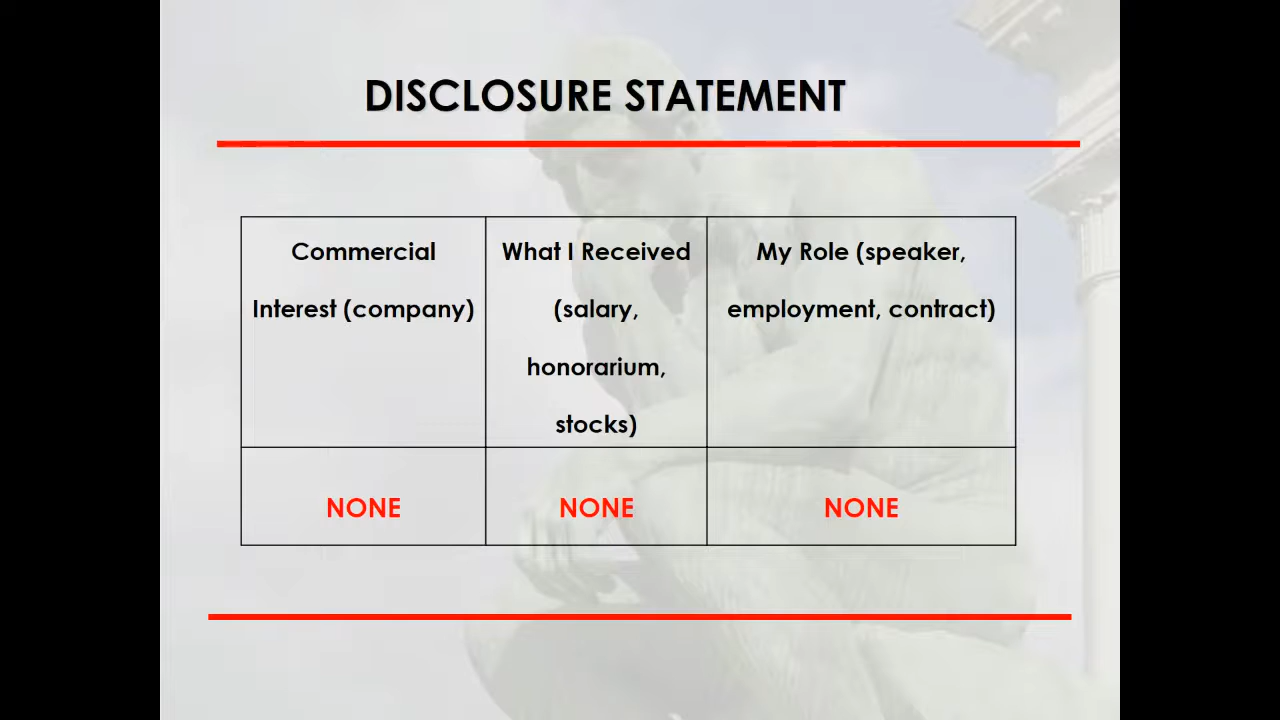 DISCLOSURE STATEMENT
Commercial
Interest (company)
What I Received
(salary,
honorarium,
stocks)
My Role (speaker,
employment, contract)
NONE
NONE
NONE